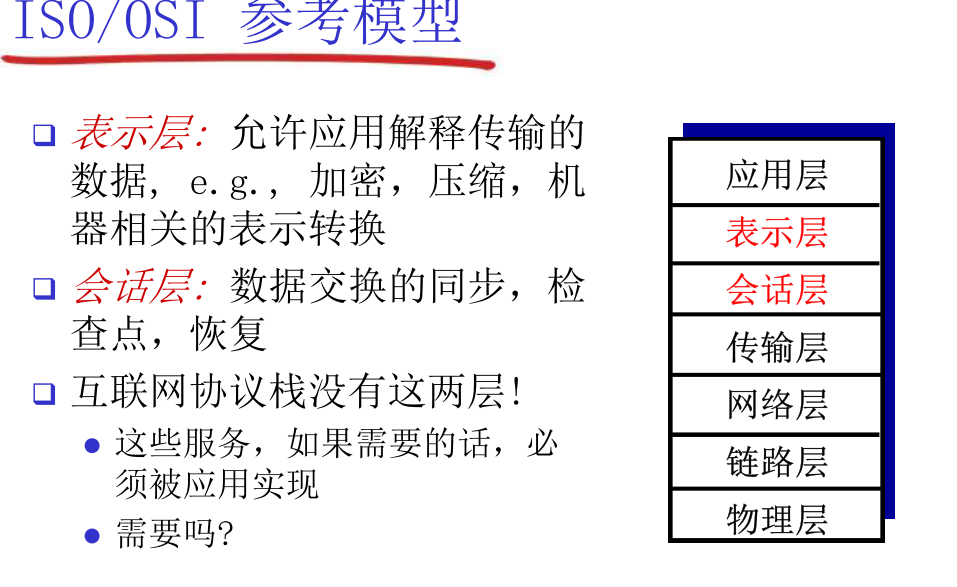 ISO/OSI 参考模型
表示层: 允许应用解释传输的
数据, e.g., 加密，压缩，机
器相关的表示转换
会话层: 数据交换的同步，检
查点，恢复
互联网协议栈没有这两层!
这些服务，如果需要的话，必
须被应用实现
需要吗?
应用层
表示层
会话层
传输层
网络层
链路层
物理层